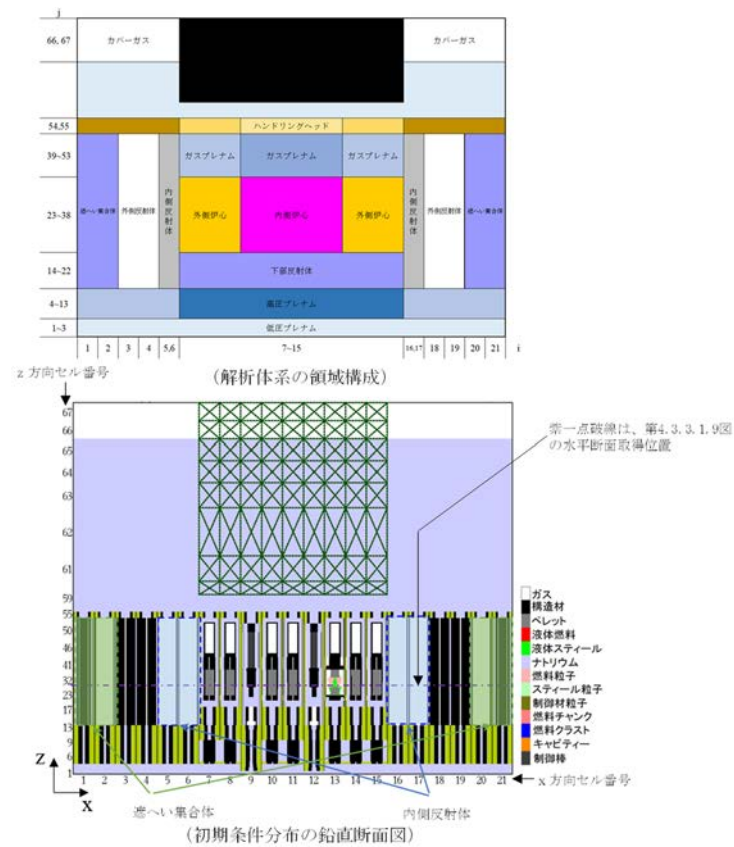 j
66, 67
カバーガス
カバーガス
54,55
ハンドリングヘッド
39~53
ガスプレナム
ガスプレナム
ガスプレナム
23~38
遮へい集合体
外側反射体
内側反射体
外側炉心
内側炉心
外側炉心
内側反射体
外側反射体
遮へい集合体
14~22
下部反射体
4~13
高圧プレナム
1~3
低圧プレナム
1 2 3 4 5,6 7~15 16,17 18 19 20 21 i
(解析体系の領域構成)
z 方向セル番号
紫一点破線は、第4.3.3.1.9図
の水平断面取得位置
67
66
65
64
63
62
61
59
55
50
46
41
32
23
17
13
9
6
1
ガス
構造材
ペレット
液体燃料
液体スティール
ナトリウム
燃料粒子
スティール粒子
制御材粒子
燃料チャンク
燃料クラスト
キャビティー
制御棒
Z
X
1 2 3 4 5 6 7 8 9 10 11 12 13 14 15 16 17 18 19 20 21
x 方向セル番号
遮へい集合体
内側反射体
(初期条件分布の鉛直断面図)